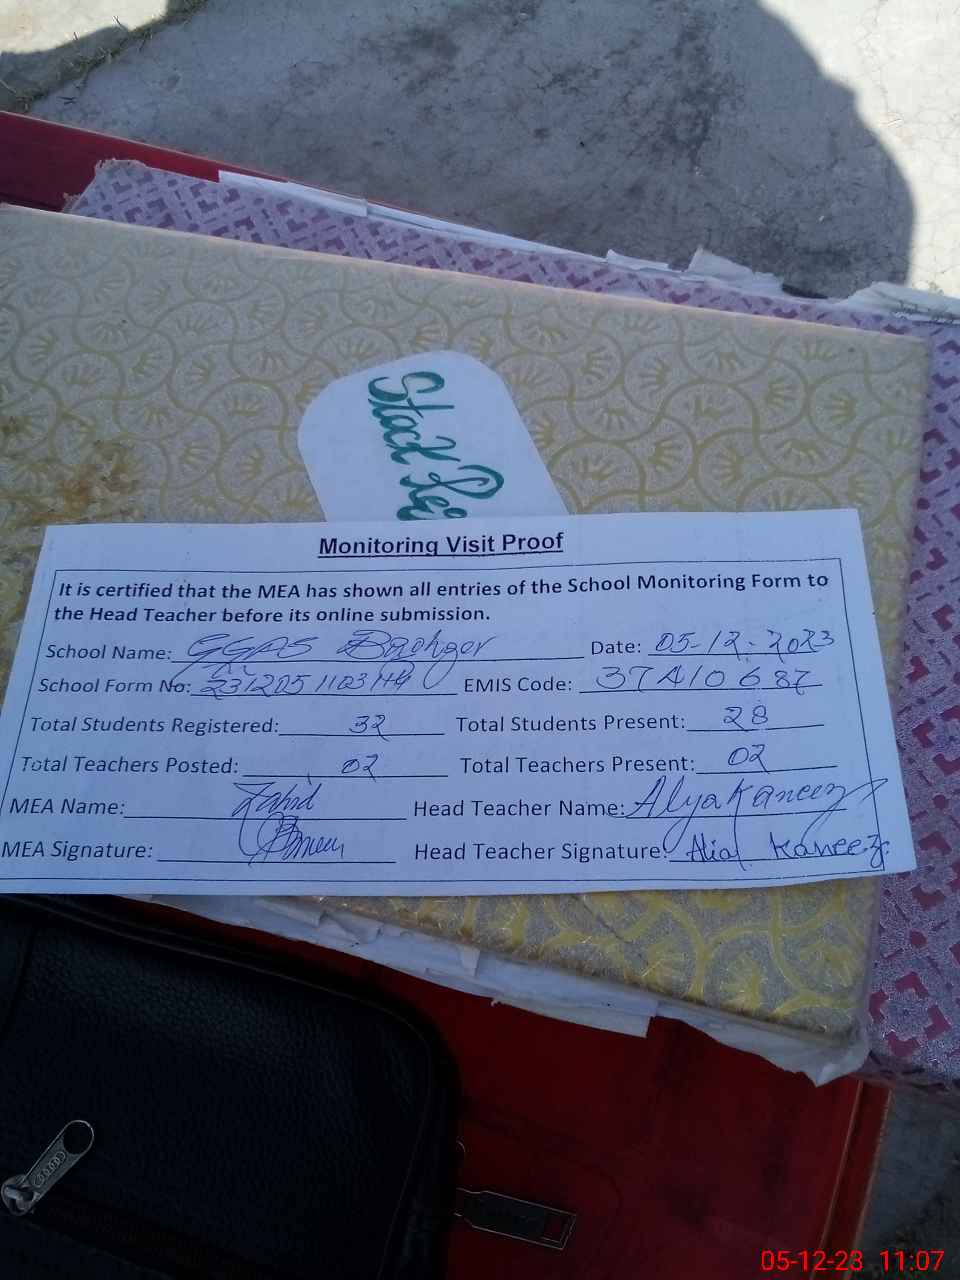 Stock Re
Monitoring Visit Proof
It is certified that the MEA has shown all entries of the School Monitoring Form to
the Head Teacher before its online submission.
School Name: GGPS Date: 05-12-2023
School Form No: EMIS Code: 37410687
Total Students Registered: 32 Total Students Present: 28
Total Teachers Posted: 02 Total Teachers Present: 02
MEA Name: Zahid Head Teacher Name: Alya Kaneez
MEA Signature: Head Teacher Signature: Alia Kaneez
05-12-23 11:07